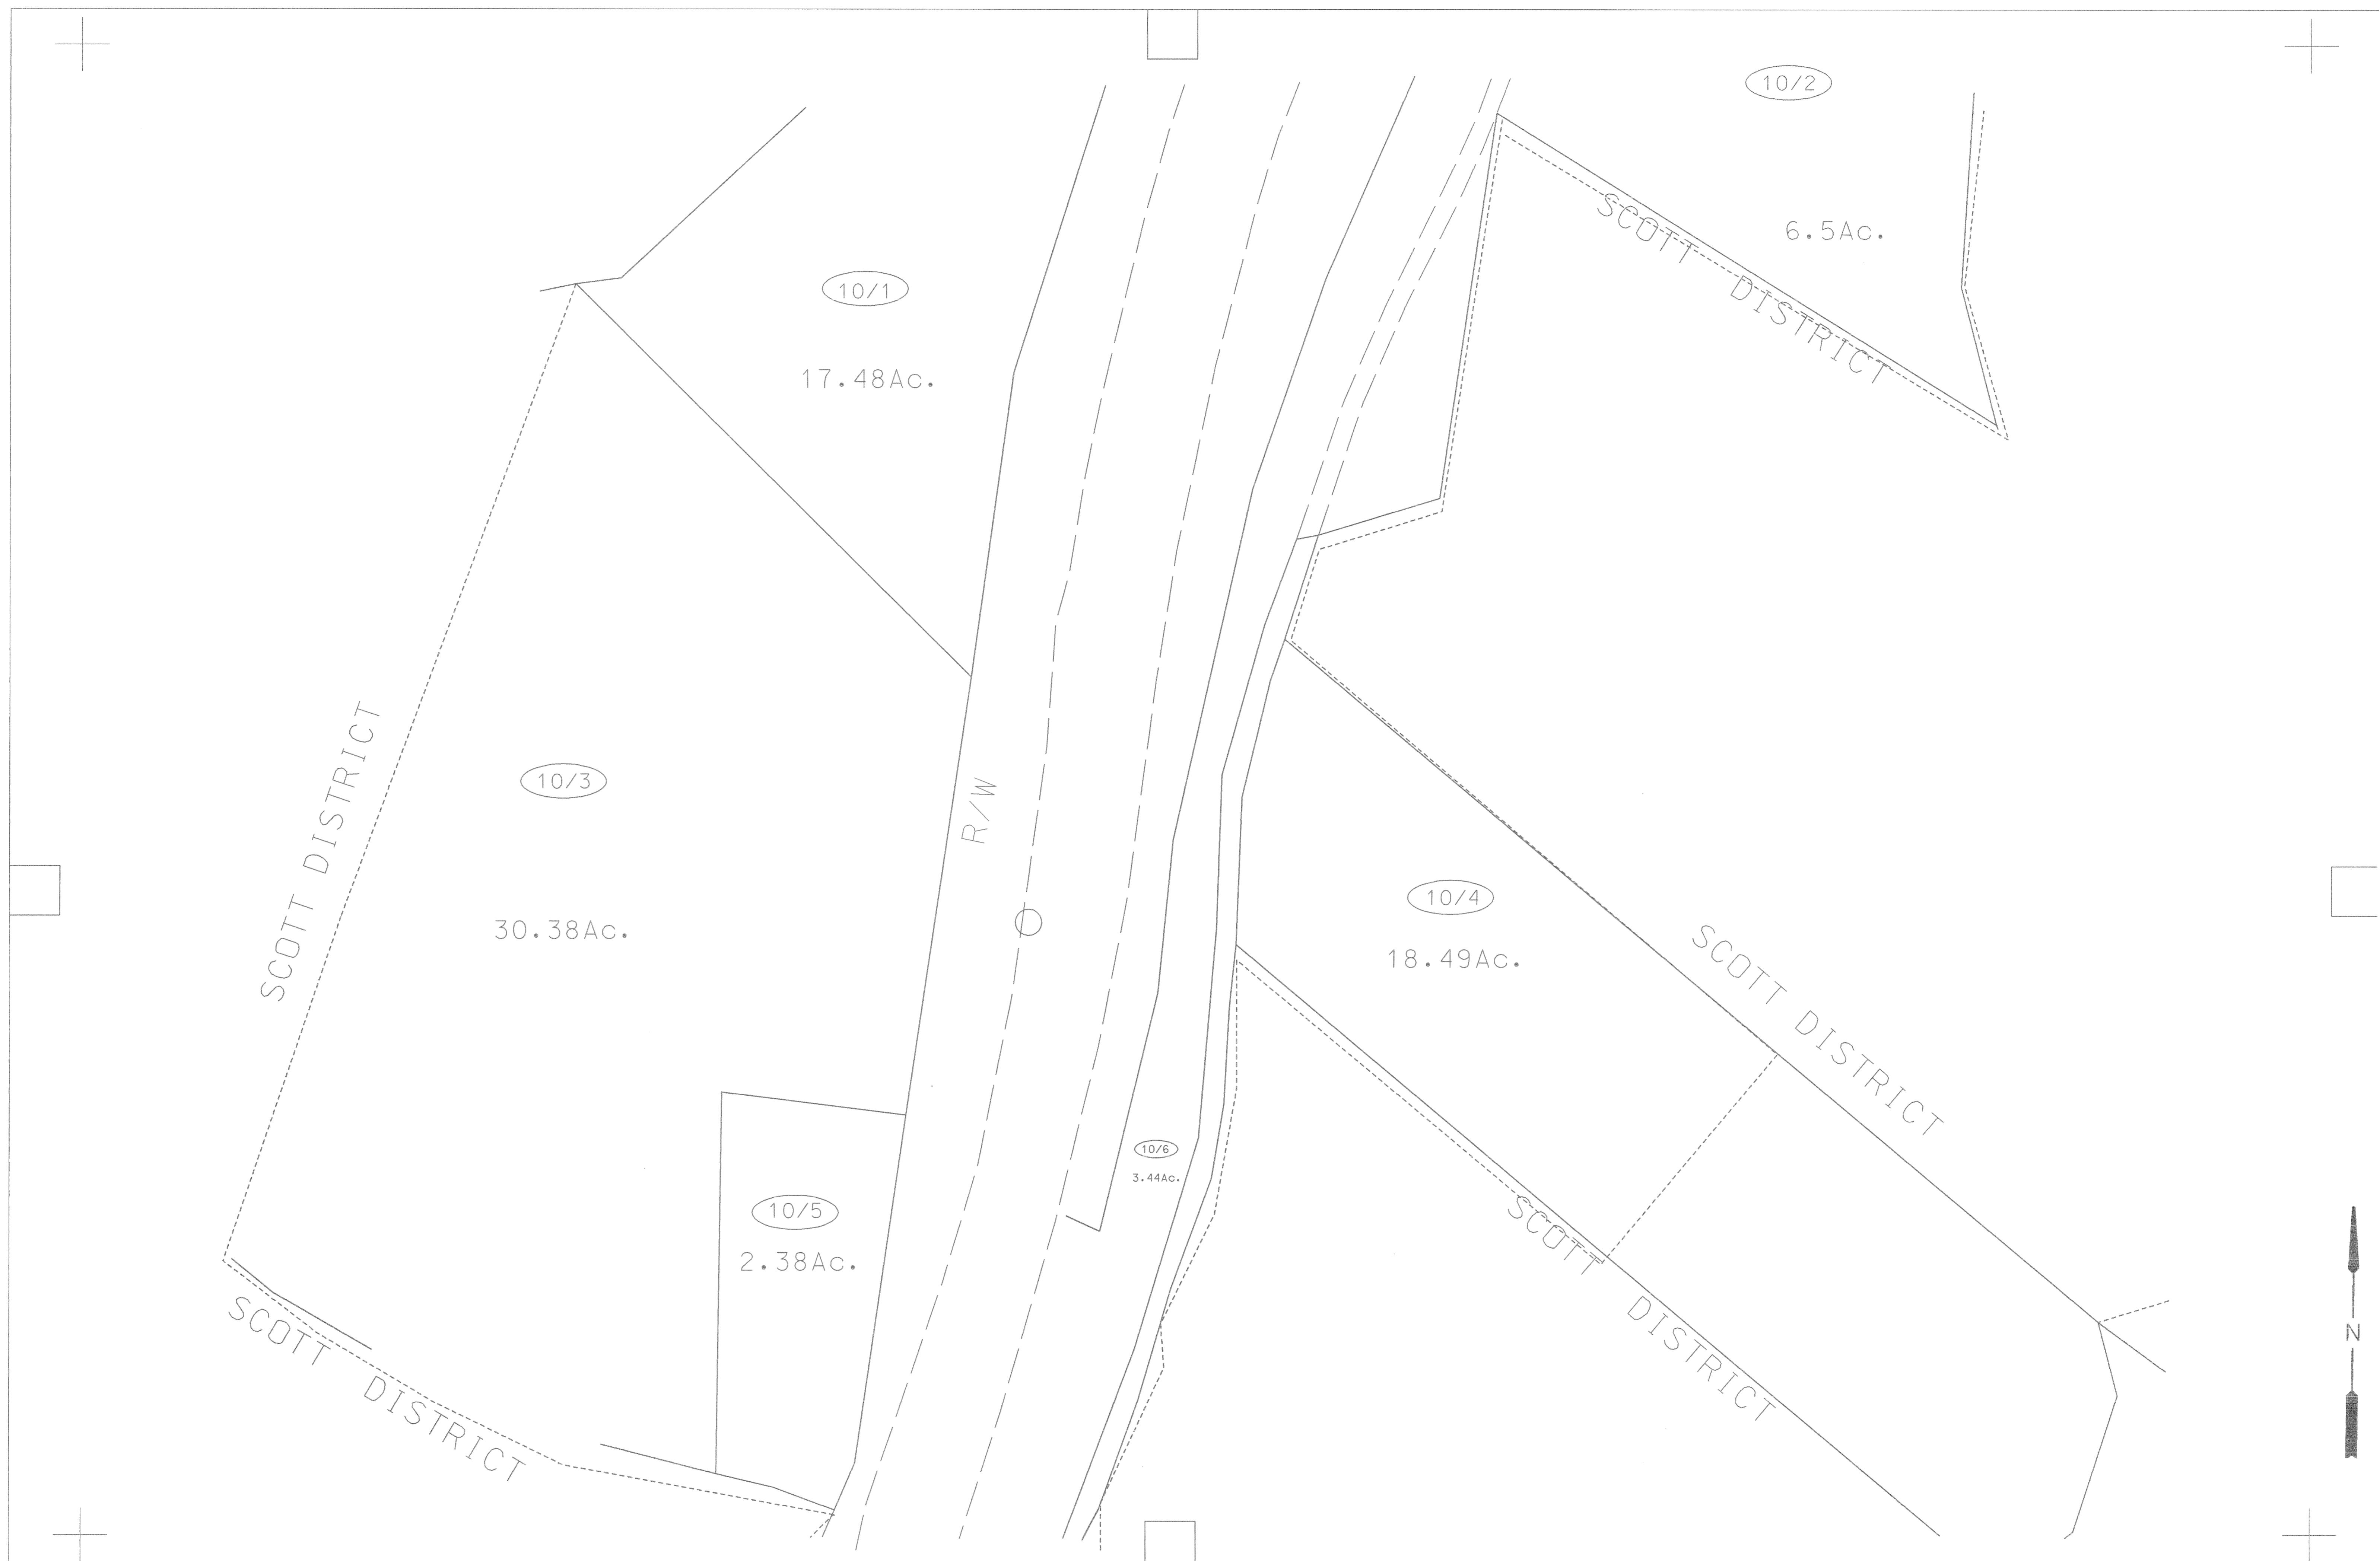 10/2
SCOTT DISTRICT
6.5Ac.
10/1
17.48Ac.
SCOTT DISTRICT
10/3
R/W
30.38Ac.
10/4
18.49Ac.
SCOTT DISTRICT
10/6
3.44Ac.
10/5
2.38Ac.
SCOTT DISTRICT
SCOTT DISTRICT
N